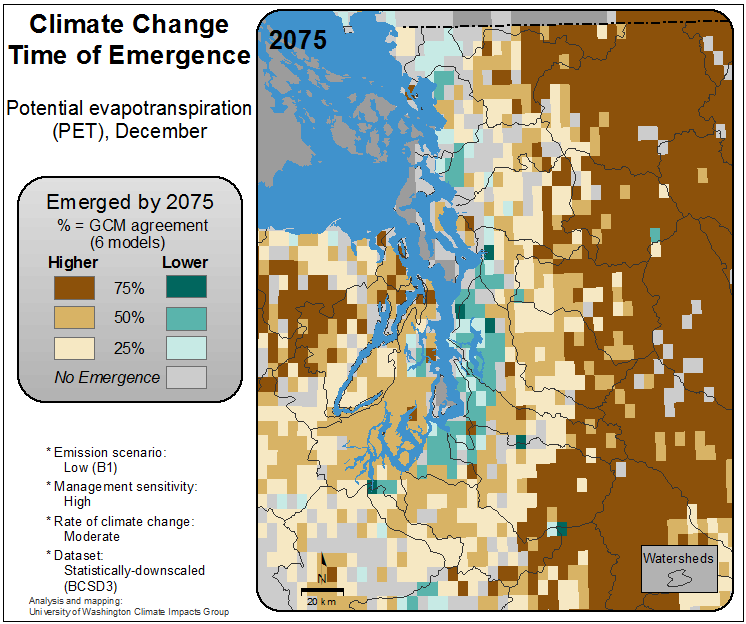 Climate Change
Time of Emergence
Potential evapotranspiration
(PET), December
Emerged by 2075
% = GCM agreement
(6 models)
Higher Lower
75%
50%
25%
No Emergence
* Emission scenario:
Low (B1)
* Management sensitivity:
High
* Rate of climate change:
Moderate
* Dataset:
Statistically-downscaled
(BCSD3)
Analysis and mapping:
University of Washington Climate Impacts Group
2075
N
20 km
Watersheds